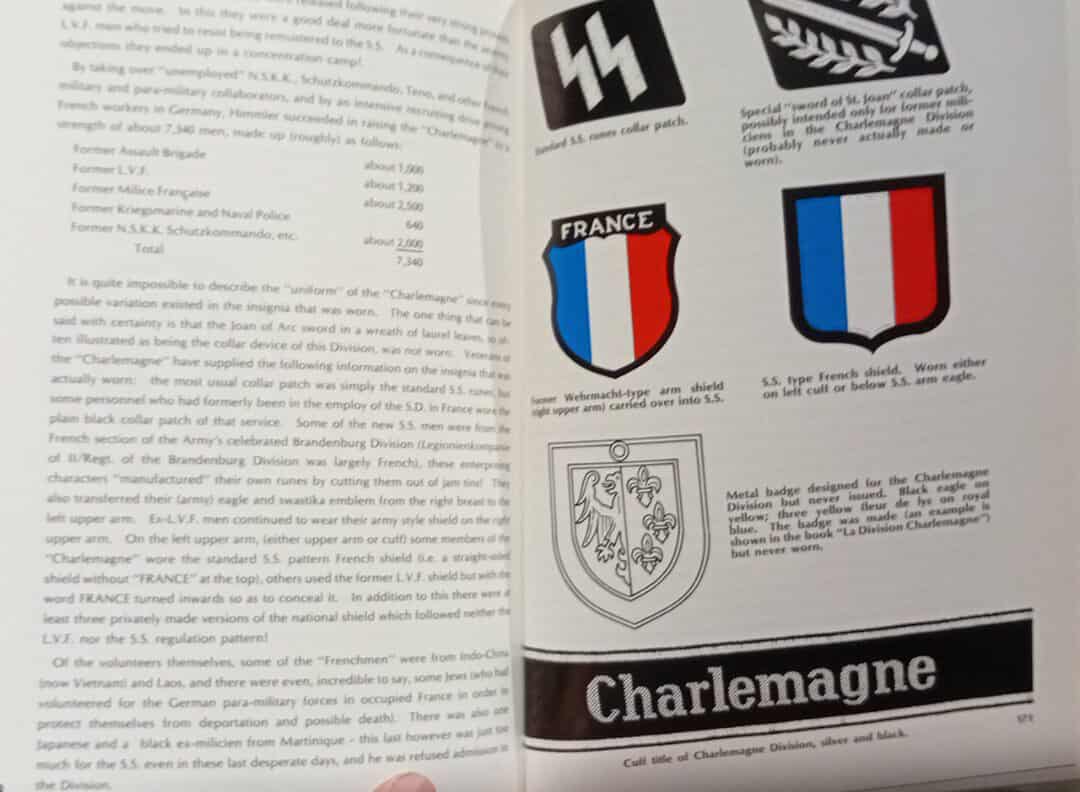 released following their very strong protests
against the move. In this they were a good deal more fortunate than the
L.V.F. men who tried to resist being remustered to the S.S. As a consequence of their
objections they ended up in a concentration camp!
By taking over "unemployed" N.S.K.K., Schutzkommando, Teno, and other French
military and para-military collaborators, and by an intensive recruiting drive among
French workers in Germany, Himmler succeeded in raising the "Charlemagne" to a
strength of about 7,340 men, made up (roughly) as follows:
Former Assault Brigade about 1,000
Former L.V.F. about 1,200
Former Milice Française about 2,500
Former Kriegsmarine and Naval Police 640
Former N.S.K.K. Schutzkommando, etc. about 2,000
Total 7,340
It is quite impossible to describe the "uniform" of the "Charlemagne" since every
possible variation existed in the insignia that was worn. The one thing that can be
said with certainty is that the Joan of Arc sword in a wreath of laurel leaves, so of-
ten illustrated as being the collar device of this Division, was not worn. Veterans of
the "Charlemagne" have supplied the following information on the insignia that was
actually worn: the most usual collar patch was simply the standard S.S. runes, but
some personnel who had formerly been in the employ of the S.D. in France wore the
plain black collar patch of that service. Some of the new S.S. men were from the
French section of the Army's celebrated Brandenburg Division (Legionienkompanie
of II/Regt. of the Brandenburg Division was largely French), these enterprising
characters "manufactured" their own runes by cutting them out of jam tins! They
also transferred their (army) eagle and swastika emblem from the right breast to the
left upper arm. Ex-L.V.F. men continued to wear their army style shield on the right
upper arm. On the left upper arm, (either upper arm or cuff) some members of the
"Charlemagne" wore the standard S.S. pattern French shield (i.e. a straight-sided
shield without "FRANCE" at the top), others used the former L.V.F. shield but with the
word FRANCE turned inwards so as to conceal it. In addition to this there were at
least three privately made versions of the national shield which followed neither the
L.V.F. nor the S.S. regulation pattern!
Of the volunteers themselves, some of the "Frenchmen" were from Indo-China
(now Vietnam) and Laos, and there were even, incredible to say, some Jews (who had
volunteered for the German para-military forces in occupied France in order to
protect themselves from deportation and possible death). There was also one
Japanese and a black ex-milicien from Martinique - this last however was just too
much for the S.S. even in these last desperate days, and he was refused admission to
the Division.
Standard S.S. runes collar patch.
Special "sword of St. Joan" collar patch,
possibly intended only for former mili-
ciens in the Charlemagne Division
(probably never actually made or
worn).
FRANCE
Former Wehrmacht-type arm shield
(right upper arm) carried over into S.S.
S.S. type French shield. Worn either
on left cuff or below S.S. arm eagle.
Metal badge designed for the Charlemagne
Division but never issued. Black eagle on
yellow; three yellow fleur de lys on royal
blue. The badge was made (an example is
shown in the book "La Division Charlemagne")
but never worn.
Charlemagne
171
Cuff title of Charlemagne Division, silver and black.